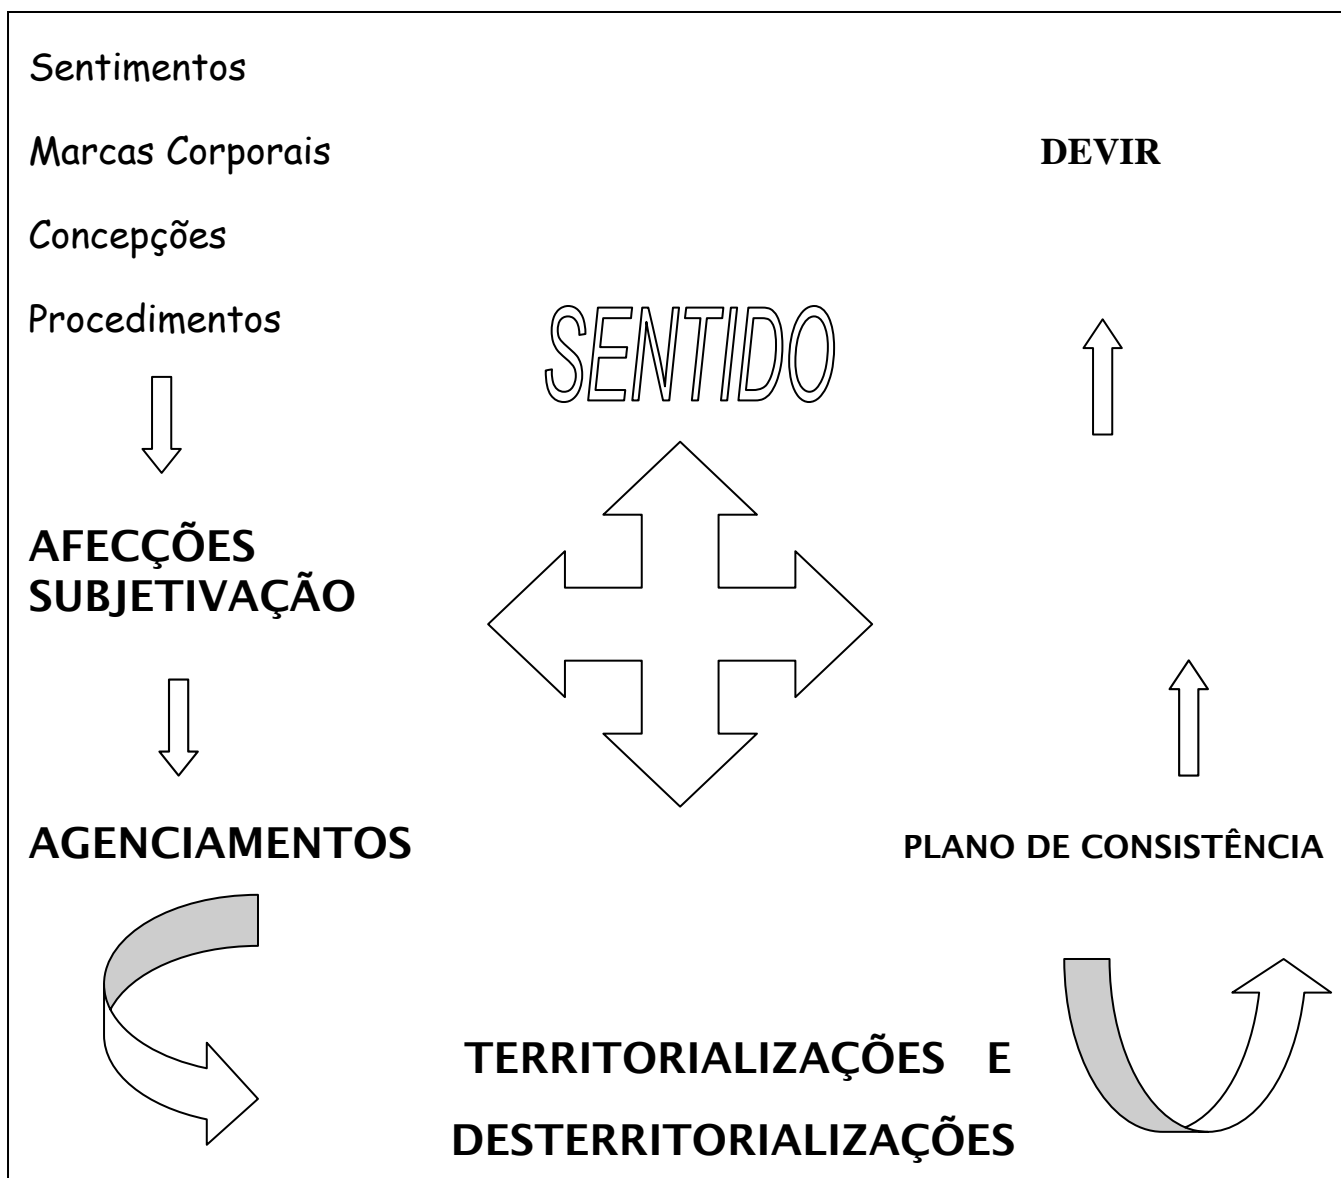 Sentimentos
Marcas Corporais
DEVIR
Concepções
Procedimentos
SENTIDO
AFECÇÕES
SUBJETIVAÇÃO
AGENCIAMENTOS
PLANO DE CONSISTÊNCIA
TERRITORIALIZAÇÕES E
DESTERRITORIALIZAÇÕES